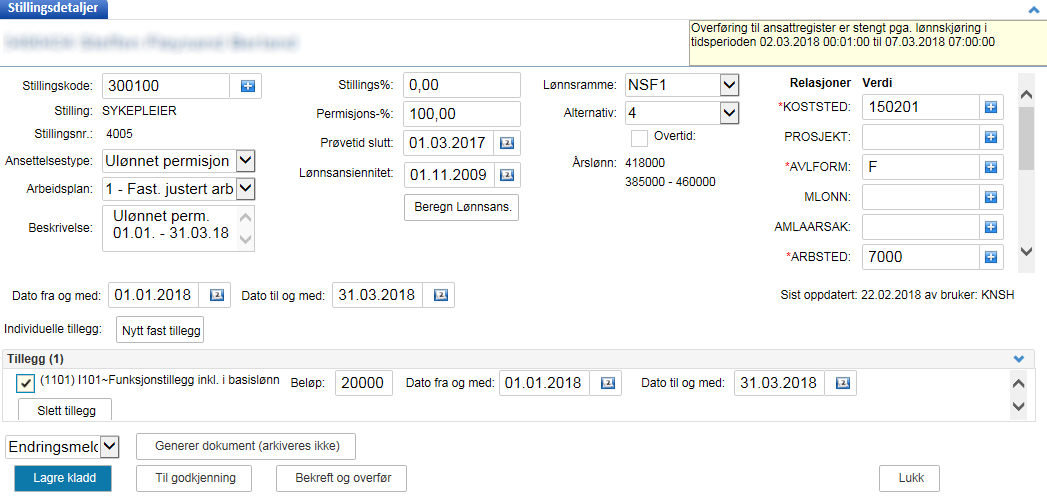 Stillingsdetaljer
Overføring til ansattregister er stengt pga. lønnskjøring i
tidsperioden 02.03.2018 00:01:00 til 07.03.2018 07:00:00
Stillingskode: 300100
Stilling: SYKEPLEIER
Stillingsnr.: 4005
Ansettelsestype: Ulønnet permisjon
Arbeidsplan: 1 - Fast. justert arb
Beskrivelse: Ulønnet perm.
01.01. - 31.03.18
Stillings%: 0,00
Permisjons-%: 100,00
Prøvetid slutt: 01.03.2017
Lønnsansiennitet: 01.11.2009
Beregn Lønnsans.
Lønnsramme: NSF1
Alternativ: 4
Overtid:
Årslønn: 418000
385000 - 460000
Relasjoner Verdi
*KOSTSTED: 150201
PROSJEKT:
*AVLFORM: F
MLONN:
AMLAARSAK:
*ARBSTED: 7000
Dato fra og med: 01.01.2018 Dato til og med: 31.03.2018
Sist oppdatert: 22.02.2018 av bruker: KNSH
Individuelle tillegg: Nytt fast tillegg
Tillegg (1)
(1101) I101~Funksjonstillegg inkl. i basislønn Beløp: 20000 Dato fra og med: 01.01.2018 Dato til og med: 31.03.2018
Slett tillegg
Endringsmeld Generer dokument (arkiveres ikke)
Lagre kladd Til godkjenning Bekreft og overfør Lukk